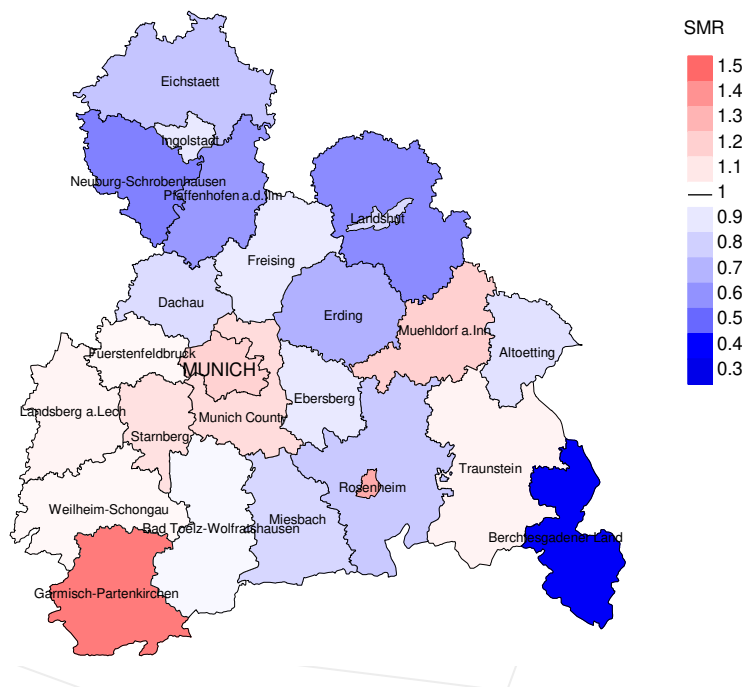 SMR
1.5
1.4
1.3
1.2
1.1
1
0.9
0.8
0.7
0.6
0.5
0.4
0.3
Eichstaett
Ingolstadt
Neuburg-Schrobenhausen
Pfaffenhofen a.d.Ilm
Landshut
Freising
Dachau
Erding
Muehldorf a.Inn
Fuerstenfeldbruck
Altoetting
MUNICH
Ebersberg
Landsberg a.Lech
Munich County
Starnberg
Traunstein
Rosenheim
Weilheim-Schongau
Miesbach
Bad Toelz-Wolfratshausen
Berchtesgadener Land
Garmisch-Partenkirchen